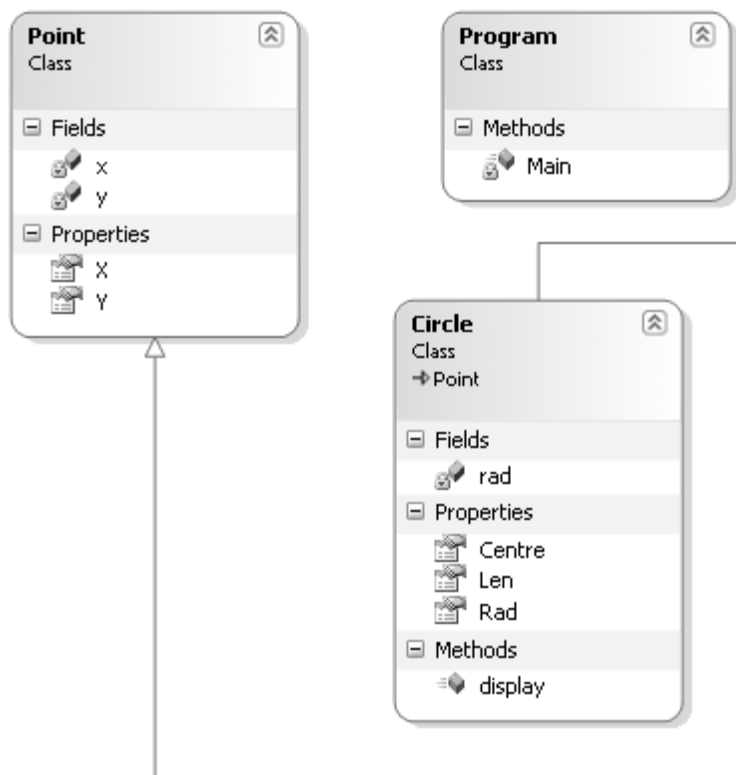 Point
Class
Fields
x
y
Properties
X
Y
Program
Class
Methods
Main
Circle
Class
Point
Fields
rad
Properties
Centre
Len
Rad
Methods
display